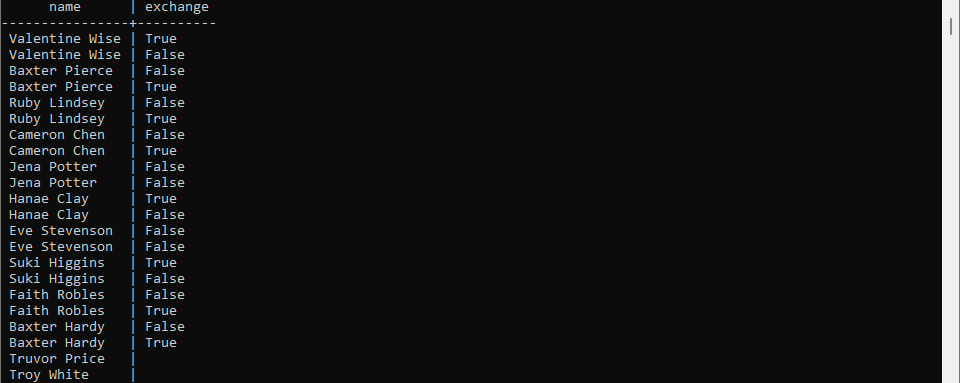 name | exchange
----------------+----------
Valentine Wise | True
Valentine Wise | False
Baxter Pierce | False
Baxter Pierce | True
Ruby Lindsey | False
Ruby Lindsey | True
Cameron Chen | False
Cameron Chen | True
Jena Potter | False
Jena Potter | False
Hanae Clay | True
Hanae Clay | False
Eve Stevenson | False
Eve Stevenson | False
Suki Higgins | True
Suki Higgins | False
Faith Robles | False
Faith Robles | True
Baxter Hardy | False
Baxter Hardy | True
Truvor Price |
Troy White |